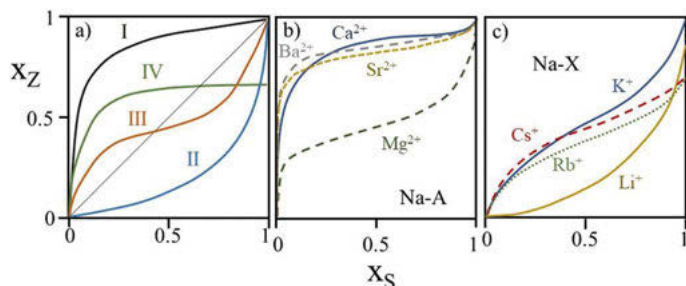 a)
I
IV
III
II
X_Z
1
0.5
0
0
0.5
1
b)
Ca²⁺
Ba²⁺
Sr²⁺
Mg²⁺
Na-A
0
0.5
1
X_S
c)
Na-X
K⁺
Cs⁺
Rb⁺
Li⁺
0
0.5
1